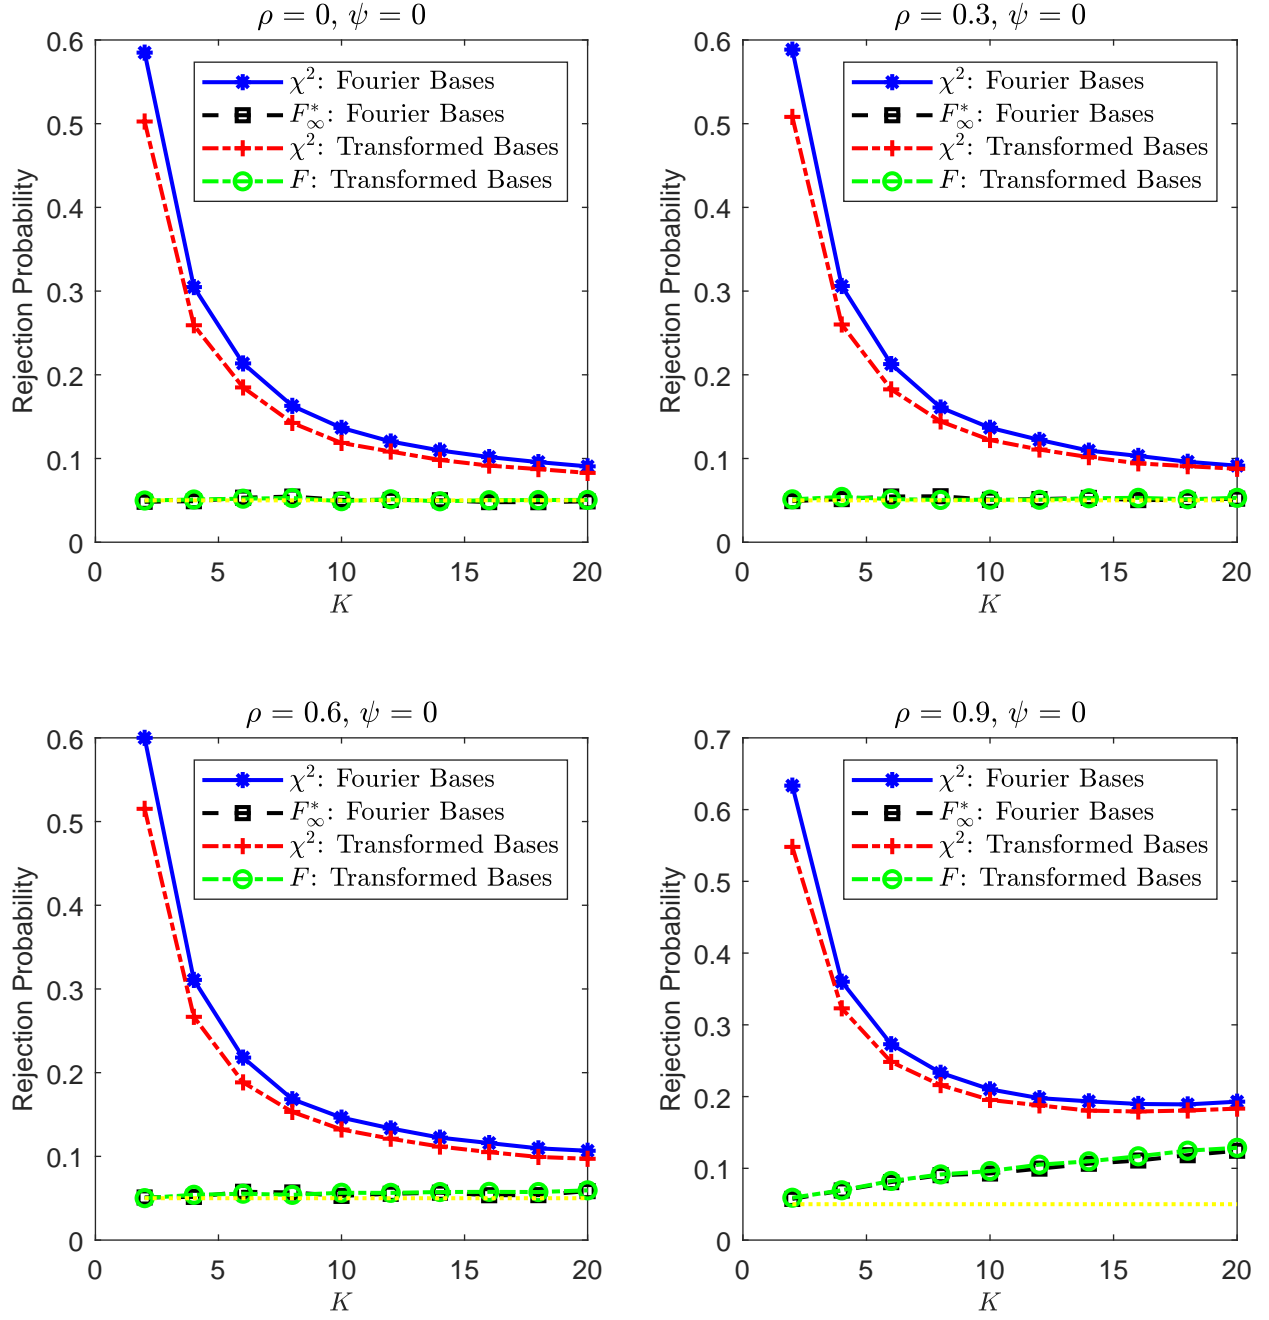 ρ = 0, ψ = 0
0.6
0.5
0.4
0.3
0.2
0.1
0
Rejection Probability
χ²: Fourier Bases
F*∞: Fourier Bases
χ²: Transformed Bases
F: Transformed Bases
0 5 10 15 20
K
ρ = 0.3, ψ = 0
0.6
0.5
0.4
0.3
0.2
0.1
0
Rejection Probability
χ²: Fourier Bases
F*∞: Fourier Bases
χ²: Transformed Bases
F: Transformed Bases
0 5 10 15 20
K
ρ = 0.6, ψ = 0
0.6
0.5
0.4
0.3
0.2
0.1
0
Rejection Probability
χ²: Fourier Bases
F*∞: Fourier Bases
χ²: Transformed Bases
F: Transformed Bases
0 5 10 15 20
K
ρ = 0.9, ψ = 0
0.7
0.6
0.5
0.4
0.3
0.2
0.1
0
Rejection Probability
χ²: Fourier Bases
F*∞: Fourier Bases
χ²: Transformed Bases
F: Transformed Bases
0 5 10 15 20
K